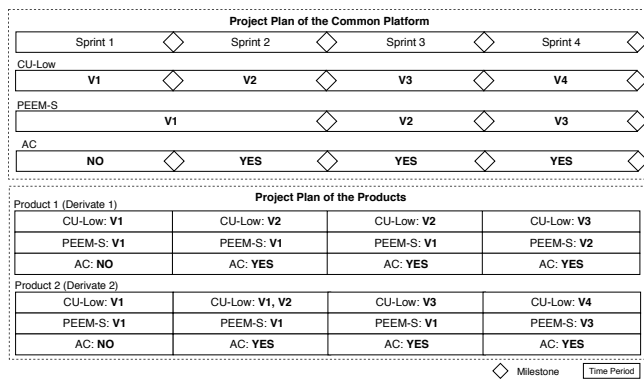 Project Plan of the Common Platform
Sprint 1 Sprint 2 Sprint 3 Sprint 4
CU-Low
V1 V2 V3 V4
PEEM-S
V1 V2 V3
AC
NO YES YES YES
Project Plan of the Products
Product 1 (Derivate 1)
CU-Low: V1 CU-Low: V2 CU-Low: V2 CU-Low: V3
PEEM-S: V1 PEEM-S: V1 PEEM-S: V1 PEEM-S: V2
AC: NO AC: YES AC: YES AC: YES
Product 2 (Derivate 2)
CU-Low: V1 CU-Low: V1, V2 CU-Low: V3 CU-Low: V4
PEEM-S: V1 PEEM-S: V1 PEEM-S: V1 PEEM-S: V3
AC: NO AC: YES AC: YES AC: YES
Milestone Time Period